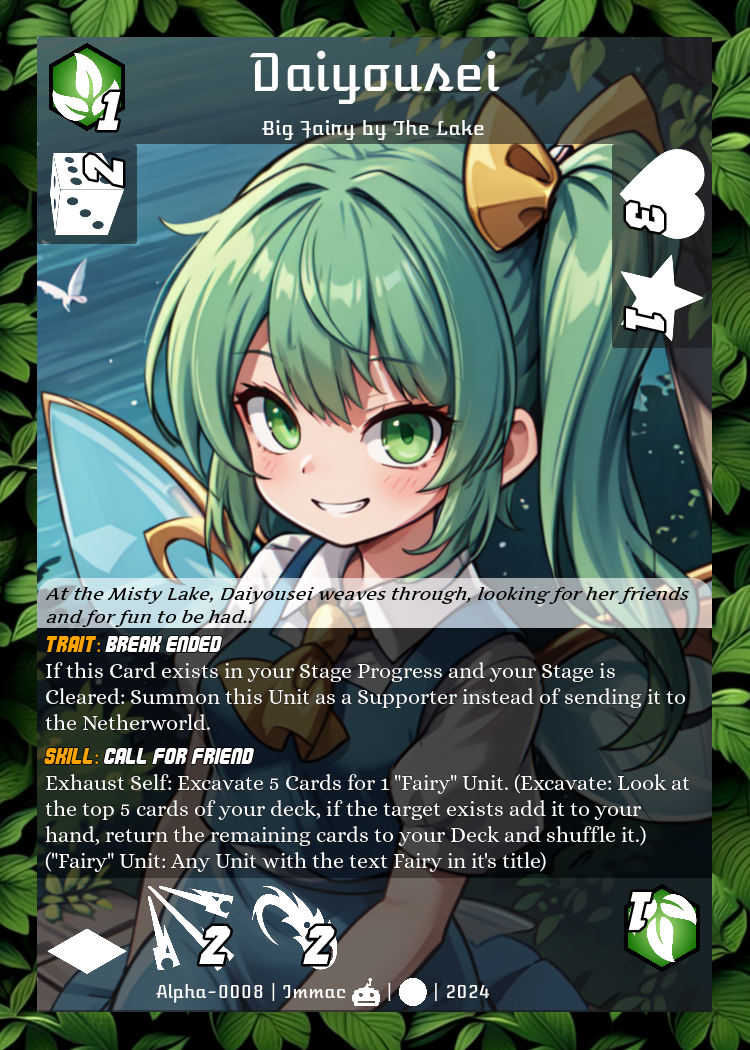 Daiyousei
1
Big Fairy by The Lake
2
3
1
At the Misty Lake, Daiyousei weaves through, looking for her friends
and for fun to be had..
TRAIT: BREAK ENDED
If this Card exists in your Stage Progress and your Stage is
Cleared: Summon this Unit as a Supporter instead of sending it to
the Netherworld.
SKILL: CALL FOR FRIEND
Exhaust Self: Excavate 5 Cards for 1 "Fairy" Unit. (Excavate: Look at
the top 5 cards of your deck, if the target exists add it to your
hand, return the remaining cards to your Deck and shuffle it.)
("Fairy" Unit: Any Unit with the text Fairy in it's title)
2 2
1
Alpha-0008 | Immac | | 2024